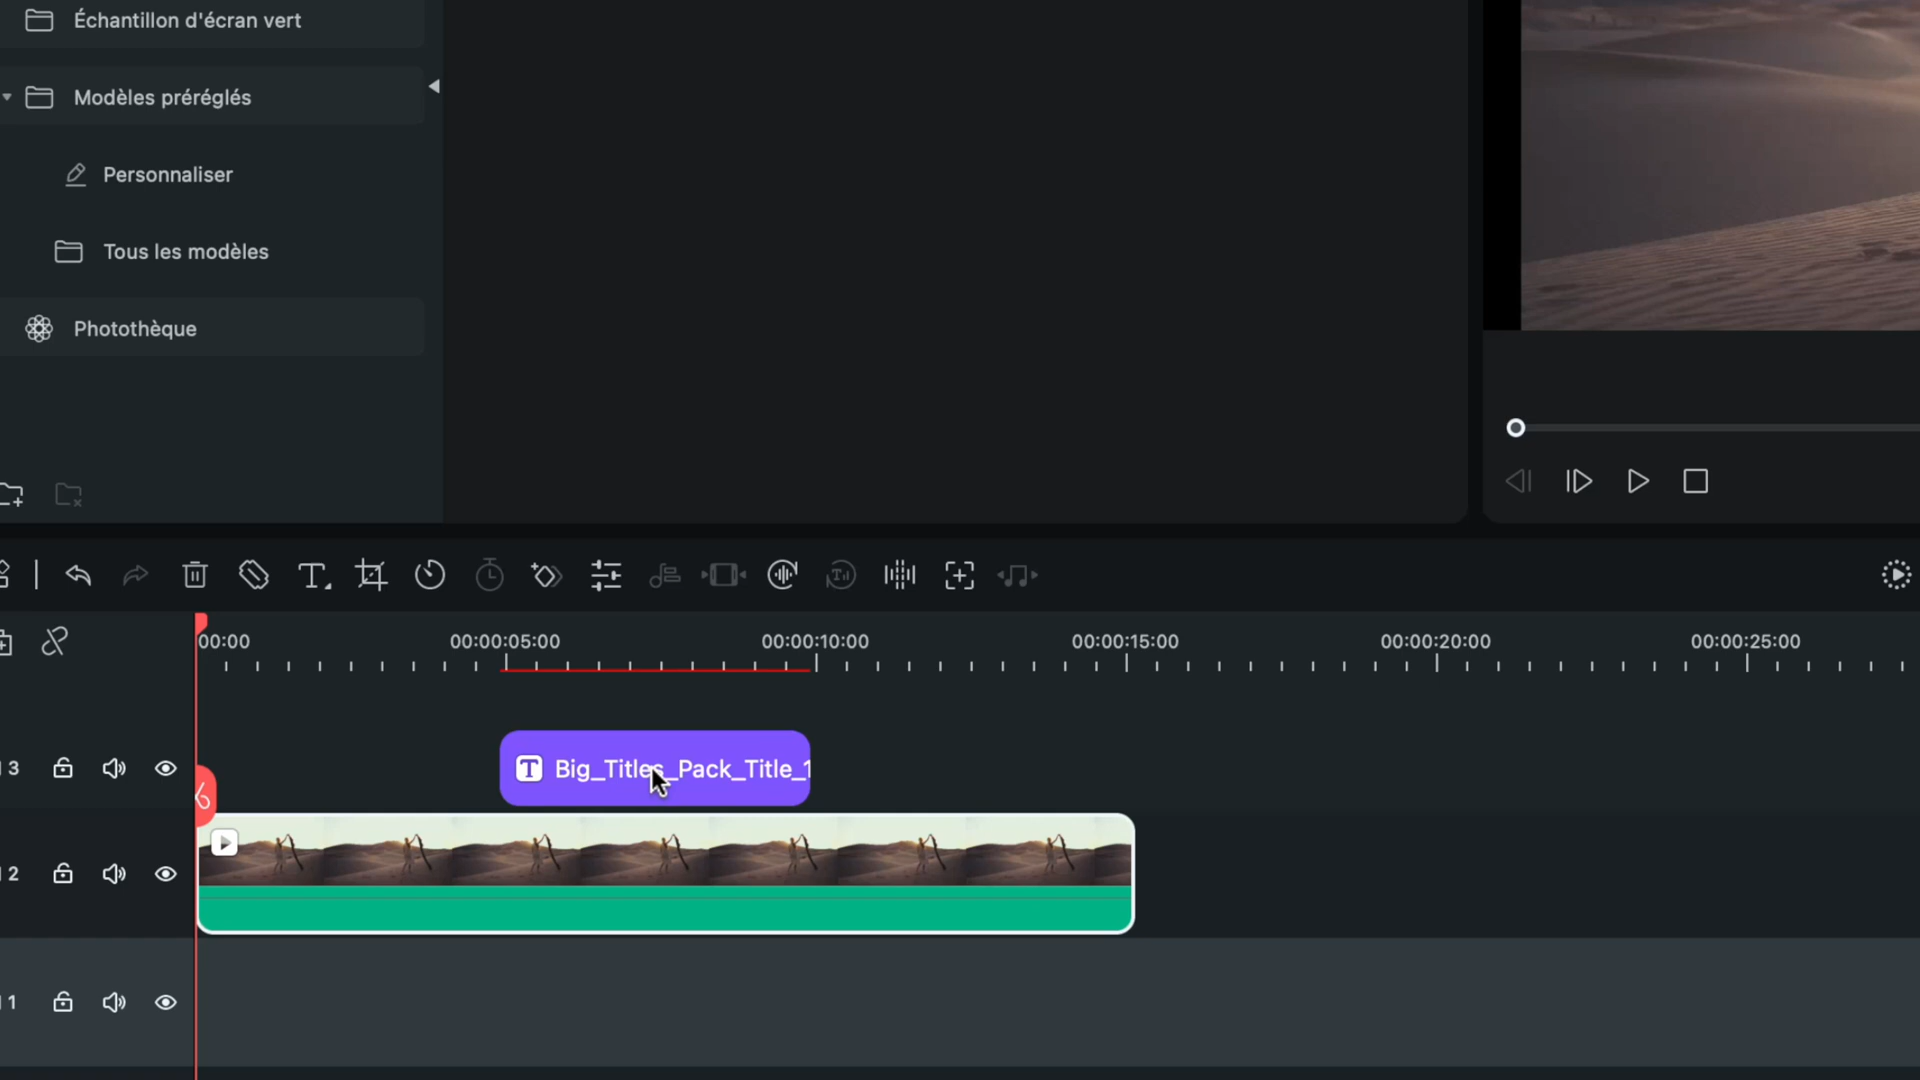 Échantillon d'écran vert
Modèles préréglés
Personnaliser
Tous les modèles
Photothèque
00:00
00:00:05:00
00:00:10:00
00:00:15:00
00:00:20:00
00:00:25:00
3
T Big_Titles_Pack_Title_1
2
1